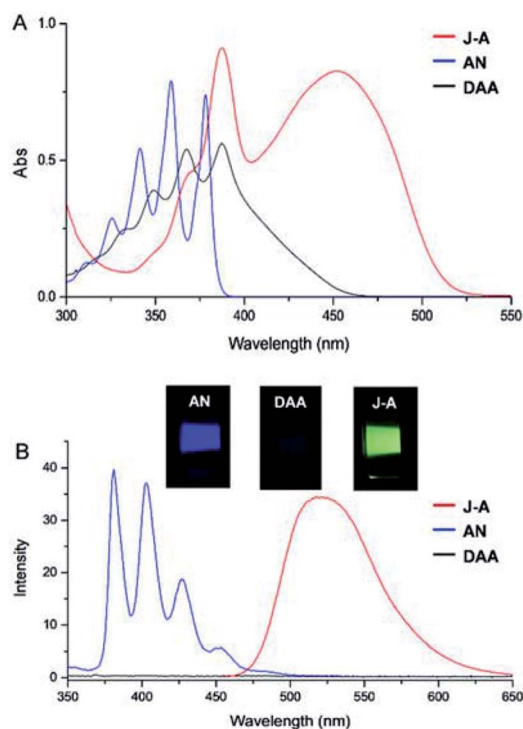 A
1.0
0.5
0.0
Abs
300 350 400 450 500 550
Wavelength (nm)
J-A
AN
DAA
B
AN DAA J-A
40
30
20
10
0
Intensity
350 400 450 500 550 600 650
Wavelength (nm)
J-A
AN
DAA